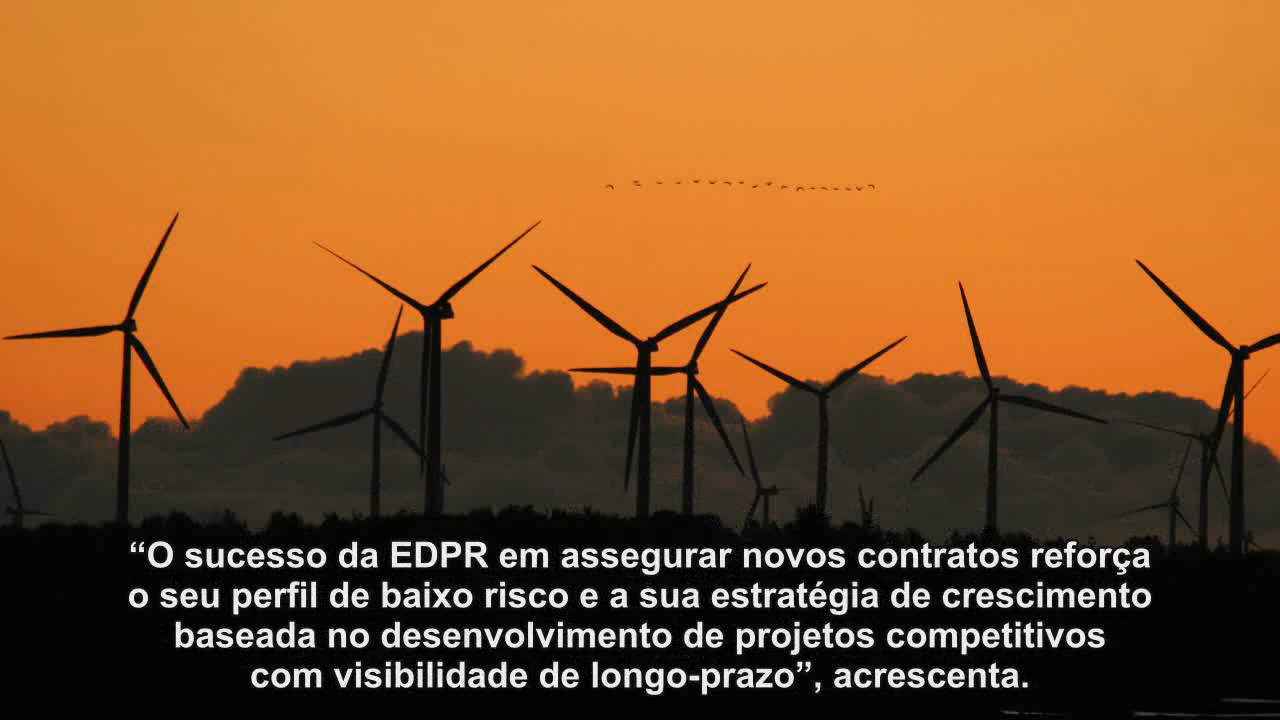 “O sucesso da EDPR em assegurar novos contratos reforça
o seu perfil de baixo risco e a sua estratégia de crescimento
baseada no desenvolvimento de projetos competitivos
com visibilidade de longo-prazo”, acrescenta.